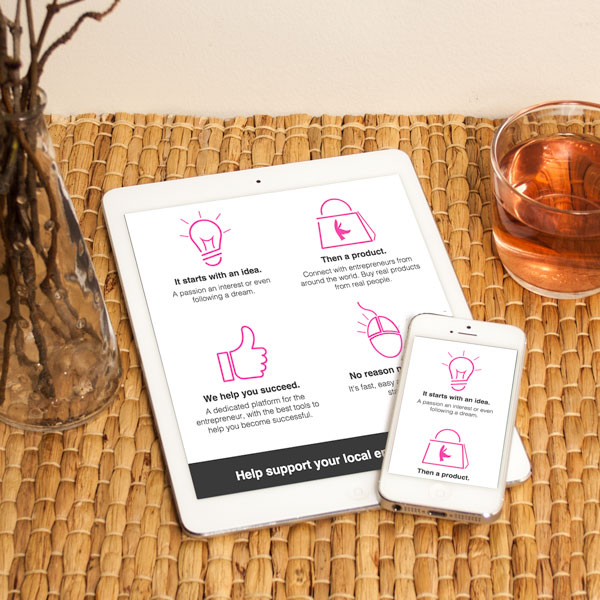 It starts with an idea.
A passion an interest or even
following a dream.
Then a product.
Connect with entrepreneurs from
around the world. Buy real products
from real people.
We help you succeed.
A dedicated platform for the
entrepreneur, with the best tools to
help you become successful.
No reason
It's fast, easy
Help support your local
It starts with an idea.
A passion an interest or even
following a dream.
Then a product.